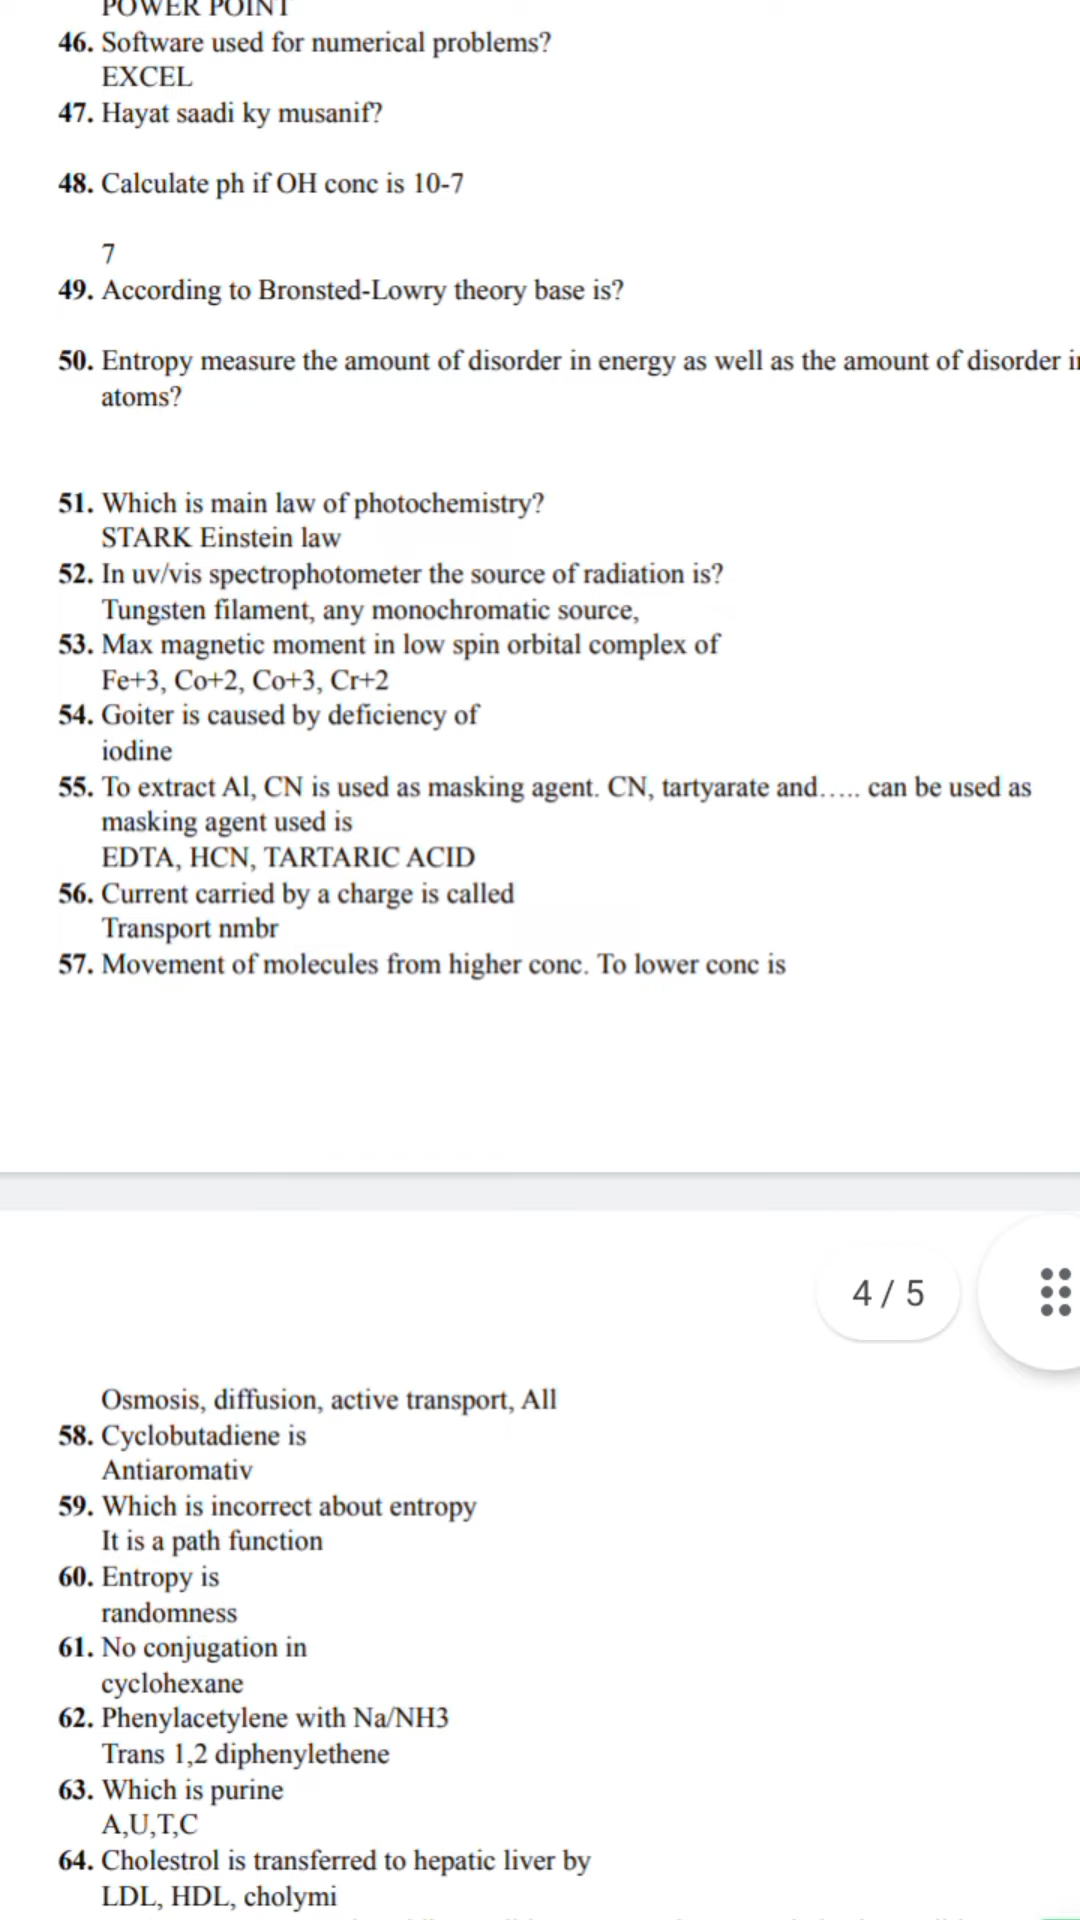 POWER POINT
46. Software used for numerical problems?
EXCEL
47. Hayat saadi ky musanif?
48. Calculate ph if OH conc is 10-7
7
49. According to Bronsted-Lowry theory base is?
50. Entropy measure the amount of disorder in energy as well as the amount of disorder in
atoms?
51. Which is main law of photochemistry?
STARK Einstein law
52. In uv/vis spectrophotometer the source of radiation is?
Tungsten filament, any monochromatic source,
53. Max magnetic moment in low spin orbital complex of
Fe+3, Co+2, Co+3, Cr+2
54. Goiter is caused by deficiency of
iodine
55. To extract Al, CN is used as masking agent. CN, tartyarate and….. can be used as
masking agent used is
EDTA, HCN, TARTARIC ACID
56. Current carried by a charge is called
Transport nmbr
57. Movement of molecules from higher conc. To lower conc is
4 / 5
Osmosis, diffusion, active transport, All
58. Cyclobutadiene is
Antiaromativ
59. Which is incorrect about entropy
It is a path function
60. Entropy is
randomness
61. No conjugation in
cyclohexane
62. Phenylacetylene with Na/NH3
Trans 1,2 diphenylethene
63. Which is purine
A,U,T,C
64. Cholestrol is transferred to hepatic liver by
LDL, HDL, cholymi